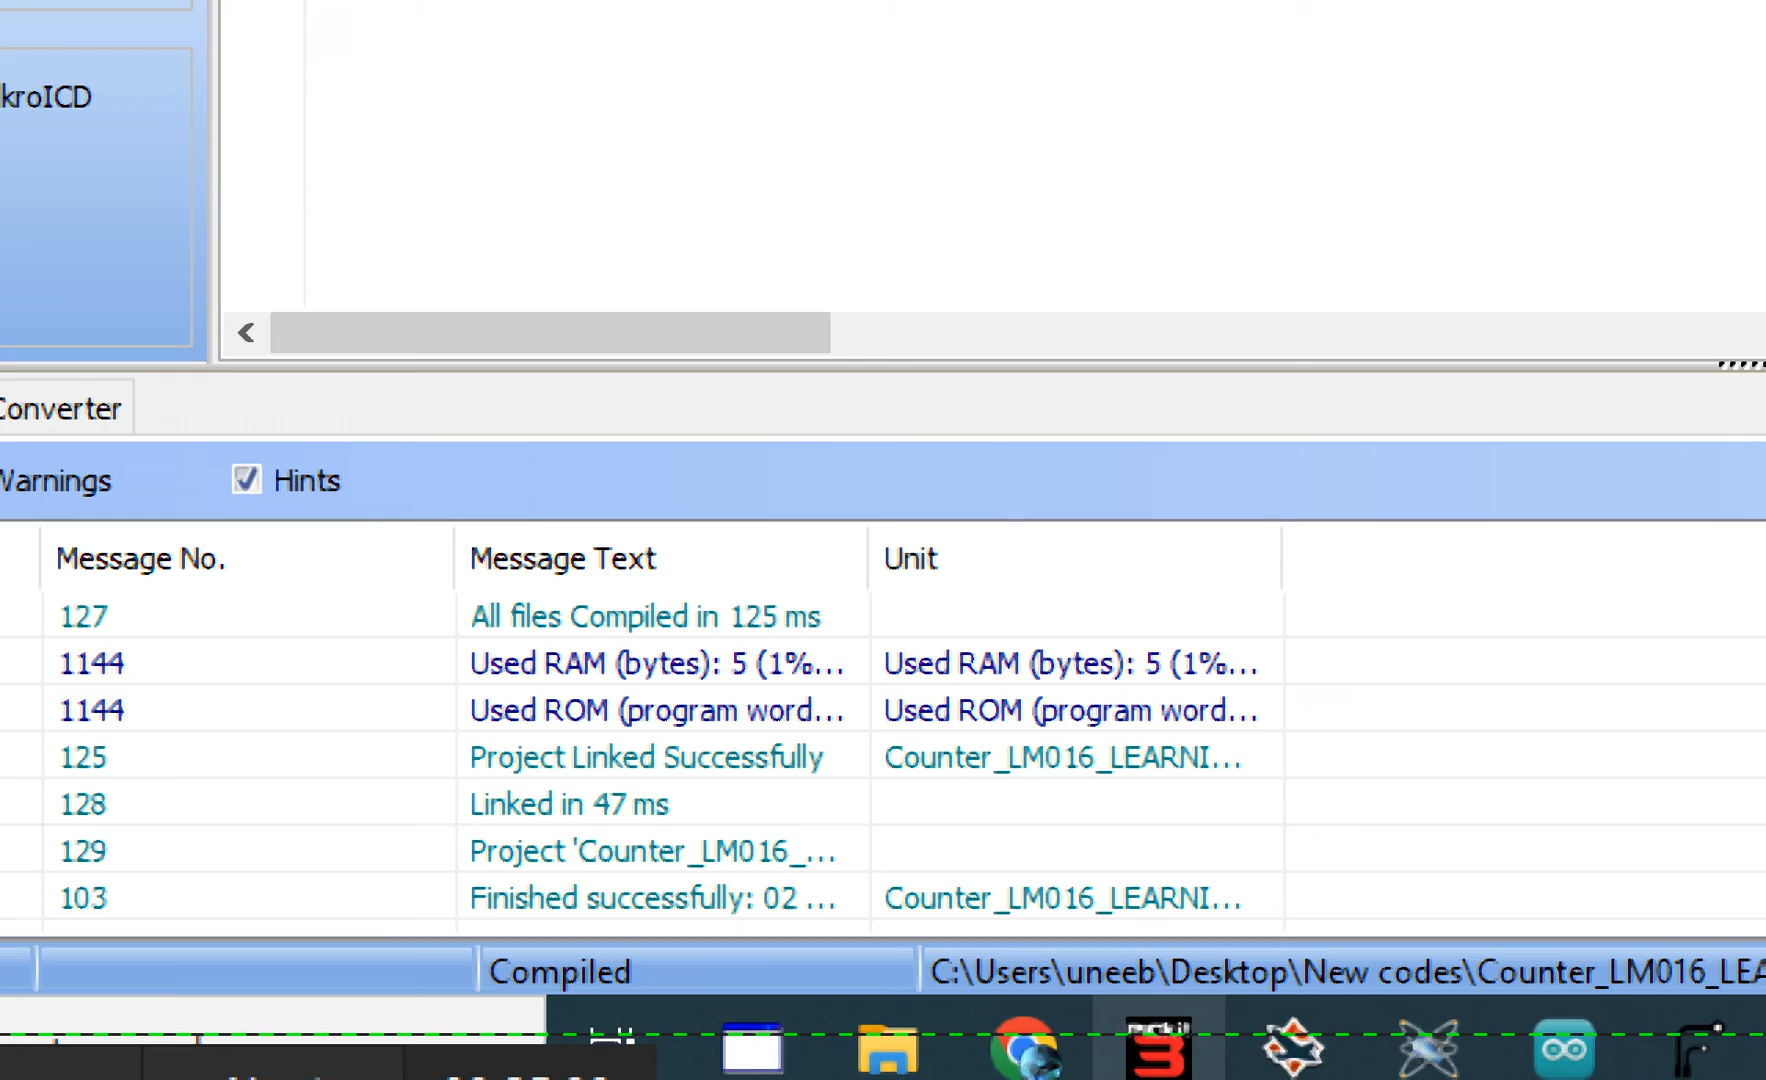 kroICD
Converter
Warnings Hints
Message No. Message Text Unit
127 All files Compiled in 125 ms
1144 Used RAM (bytes): 5 (1%... Used RAM (bytes): 5 (1%...
1144 Used ROM (program word... Used ROM (program word...
125 Project Linked Successfully Counter_LM016_LEARNI...
128 Linked in 47 ms
129 Project 'Counter_LM016_...
103 Finished successfully: 02 ... Counter_LM016_LEARNI...
Compiled C:\Users\uneeb\Desktop\New codes\Counter_LM016_LEA
3